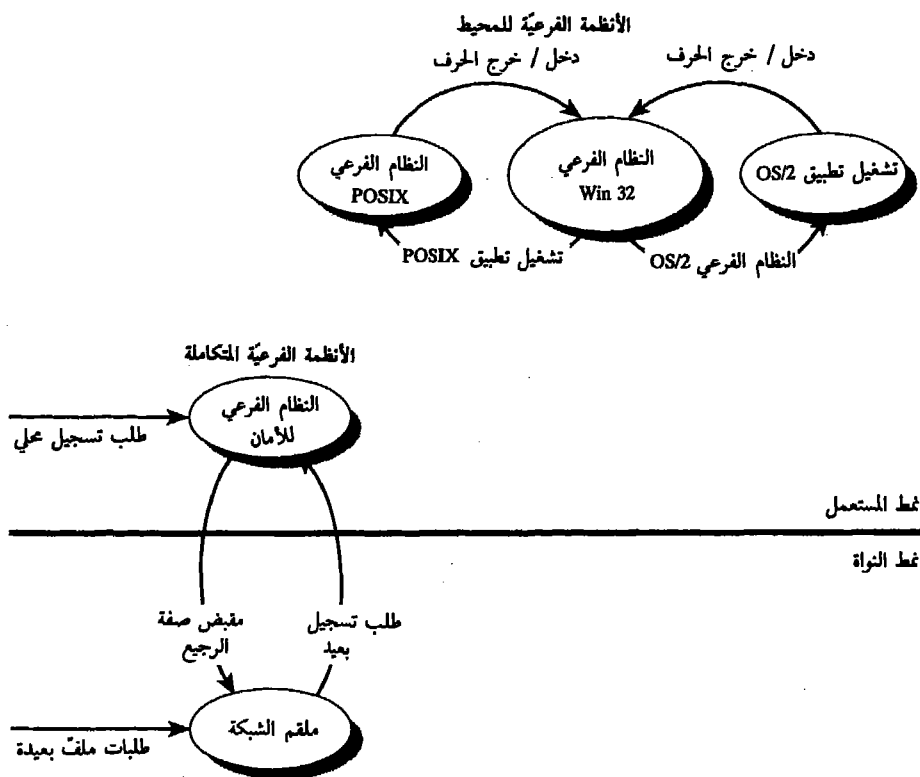 الأنظمة الفرعيّة للمحيط
دخل / خرج الحرف
دخل / خرج الحرف
النظام الفرعي
POSIX
النظام الفرعي
Win 32
تشغيل تطبيق OS/2
تشغيل تطبيق POSIX
النظام الفرعي OS/2
الأنظمة الفرعيّة المتكاملة
النظام الفرعي
للأمان
طلب تسجيل محلي
نمط المستعمل
نمط النواة
مقبض صفة
الرجيع
طلب تسجيل
بعيد
ملقم الشبكة
طلبات ملفّ بعيدة